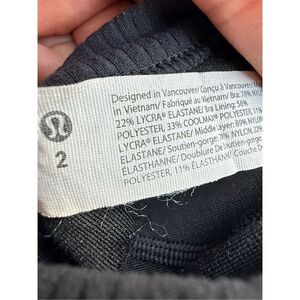 Designed in Vancouver/Conçu à Vancouver/
in Vietnam/ Fabriqué au Vietnam/ Bra: 78% NYLON
22% LYCRA® ELASTANE/ Bra Lining: 56%
POLYESTER, 33% COOLMAX® POLYESTER, 11%
ELASTANE/ Middle layer: 89% NYLON,
ELASTANE/ Soutien-gorge: 78% NYLON, 22%
ÉLASTHANNE/ Doublure De Soutien-gorge:
POLYESTER, 11% ÉLASTHANNE/ Couche
2